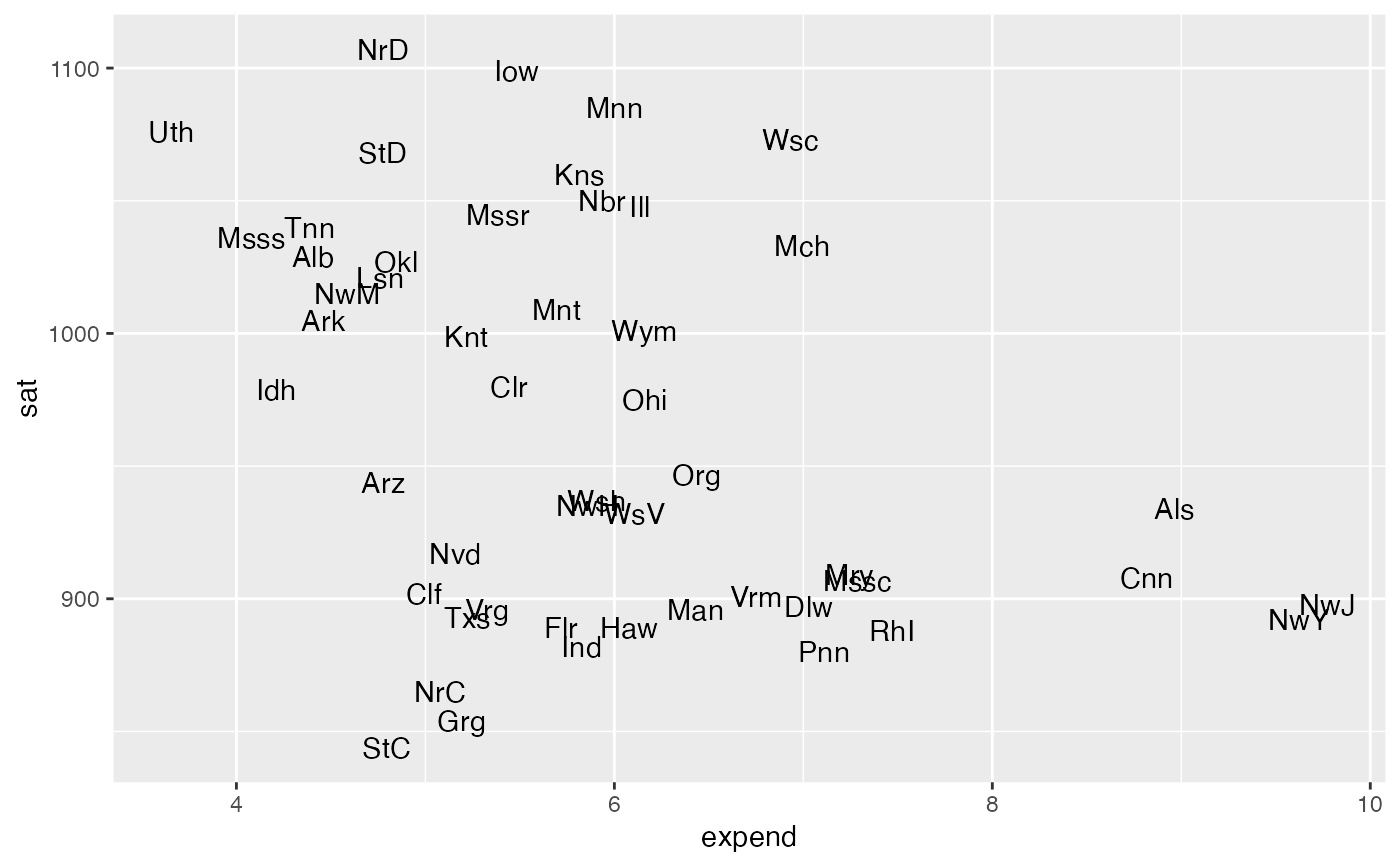 NrD
1100
Iow
Mnn
Uth
Wsc
StD
Kns
Nbr Ill
Mssr
Tnn
Msss
Mch
Alb
Okl
Lsn
NwM
Mnt
Ark
1000
Wym
Knt
sat
Clr
Idh
Ohi
Org
Arz
Wsh
NwH
WsV
Als
Nvd
Mry
Cnn
Mssc
Clf
Vrm
900
NwJ
Dlw
Vrg
Man
Txs
NwY
Flr
Haw
RhI
Ind
Pnn
NrC
Grg
StC
4 6 8 10
expend